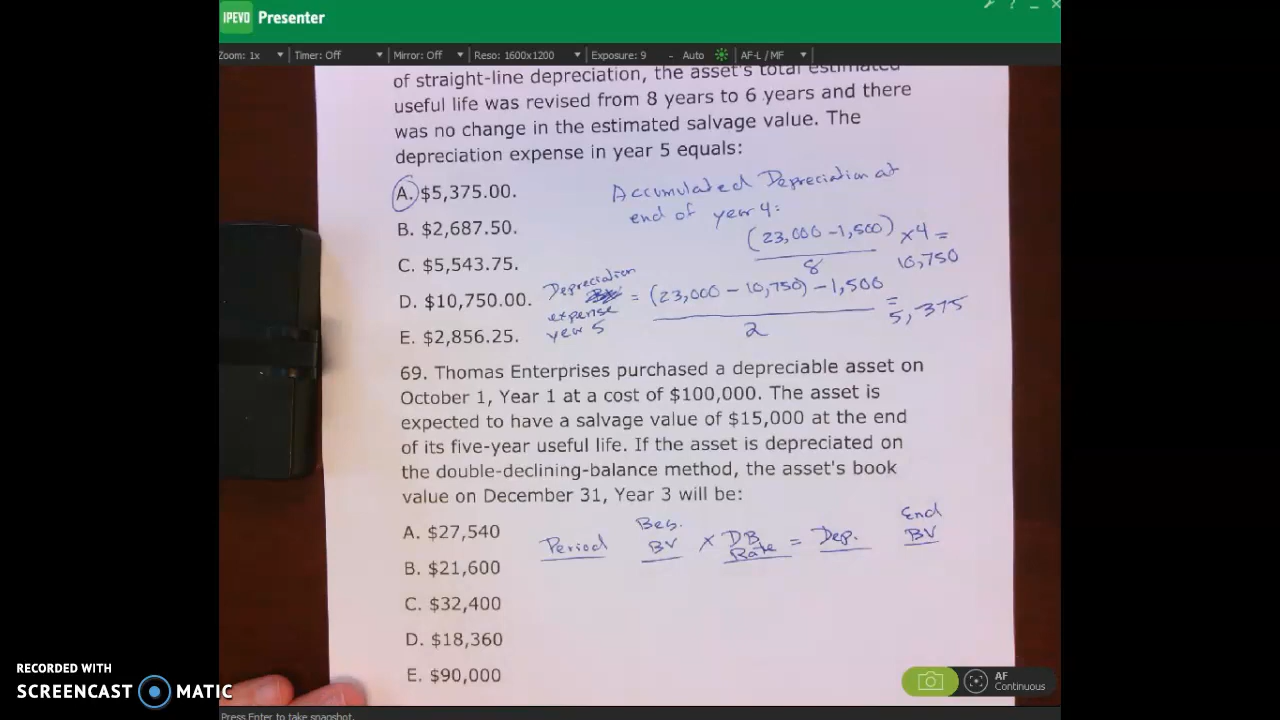 IPEVO Presenter
Zoom: 1x Timer: Off Mirror: Off Reso: 1600x1200 Exposure: 9 - Auto AF-L / MF
of straight-line depreciation, the asset's total estimated
useful life was revised from 8 years to 6 years and there
was no change in the estimated salvage value. The
depreciation expense in year 5 equals:
A. $5,375.00.
B. $2,687.50.
C. $5,543.75.
D. $10,750.00.
E. $2,856.25.
Accumulated Depreciation at
end of year 4:
(23,000 - 1,500) x 4 =
8
10,750
Depreciation
expense
year 5
= (23,000 - 10,750) - 1,500
2
=
5,375
69. Thomas Enterprises purchased a depreciable asset on
October 1, Year 1 at a cost of $100,000. The asset is
expected to have a salvage value of $15,000 at the end
of its five-year useful life. If the asset is depreciated on
the double-declining-balance method, the asset's book
value on December 31, Year 3 will be:
A. $27,540
B. $21,600
C. $32,400
D. $18,360
E. $90,000
Beg. End
Period BV x DB = Dep. BV
Rate
RECORDED WITH
SCREENCAST MATIC
AF
Continuous
Press Enter to take snapshot.